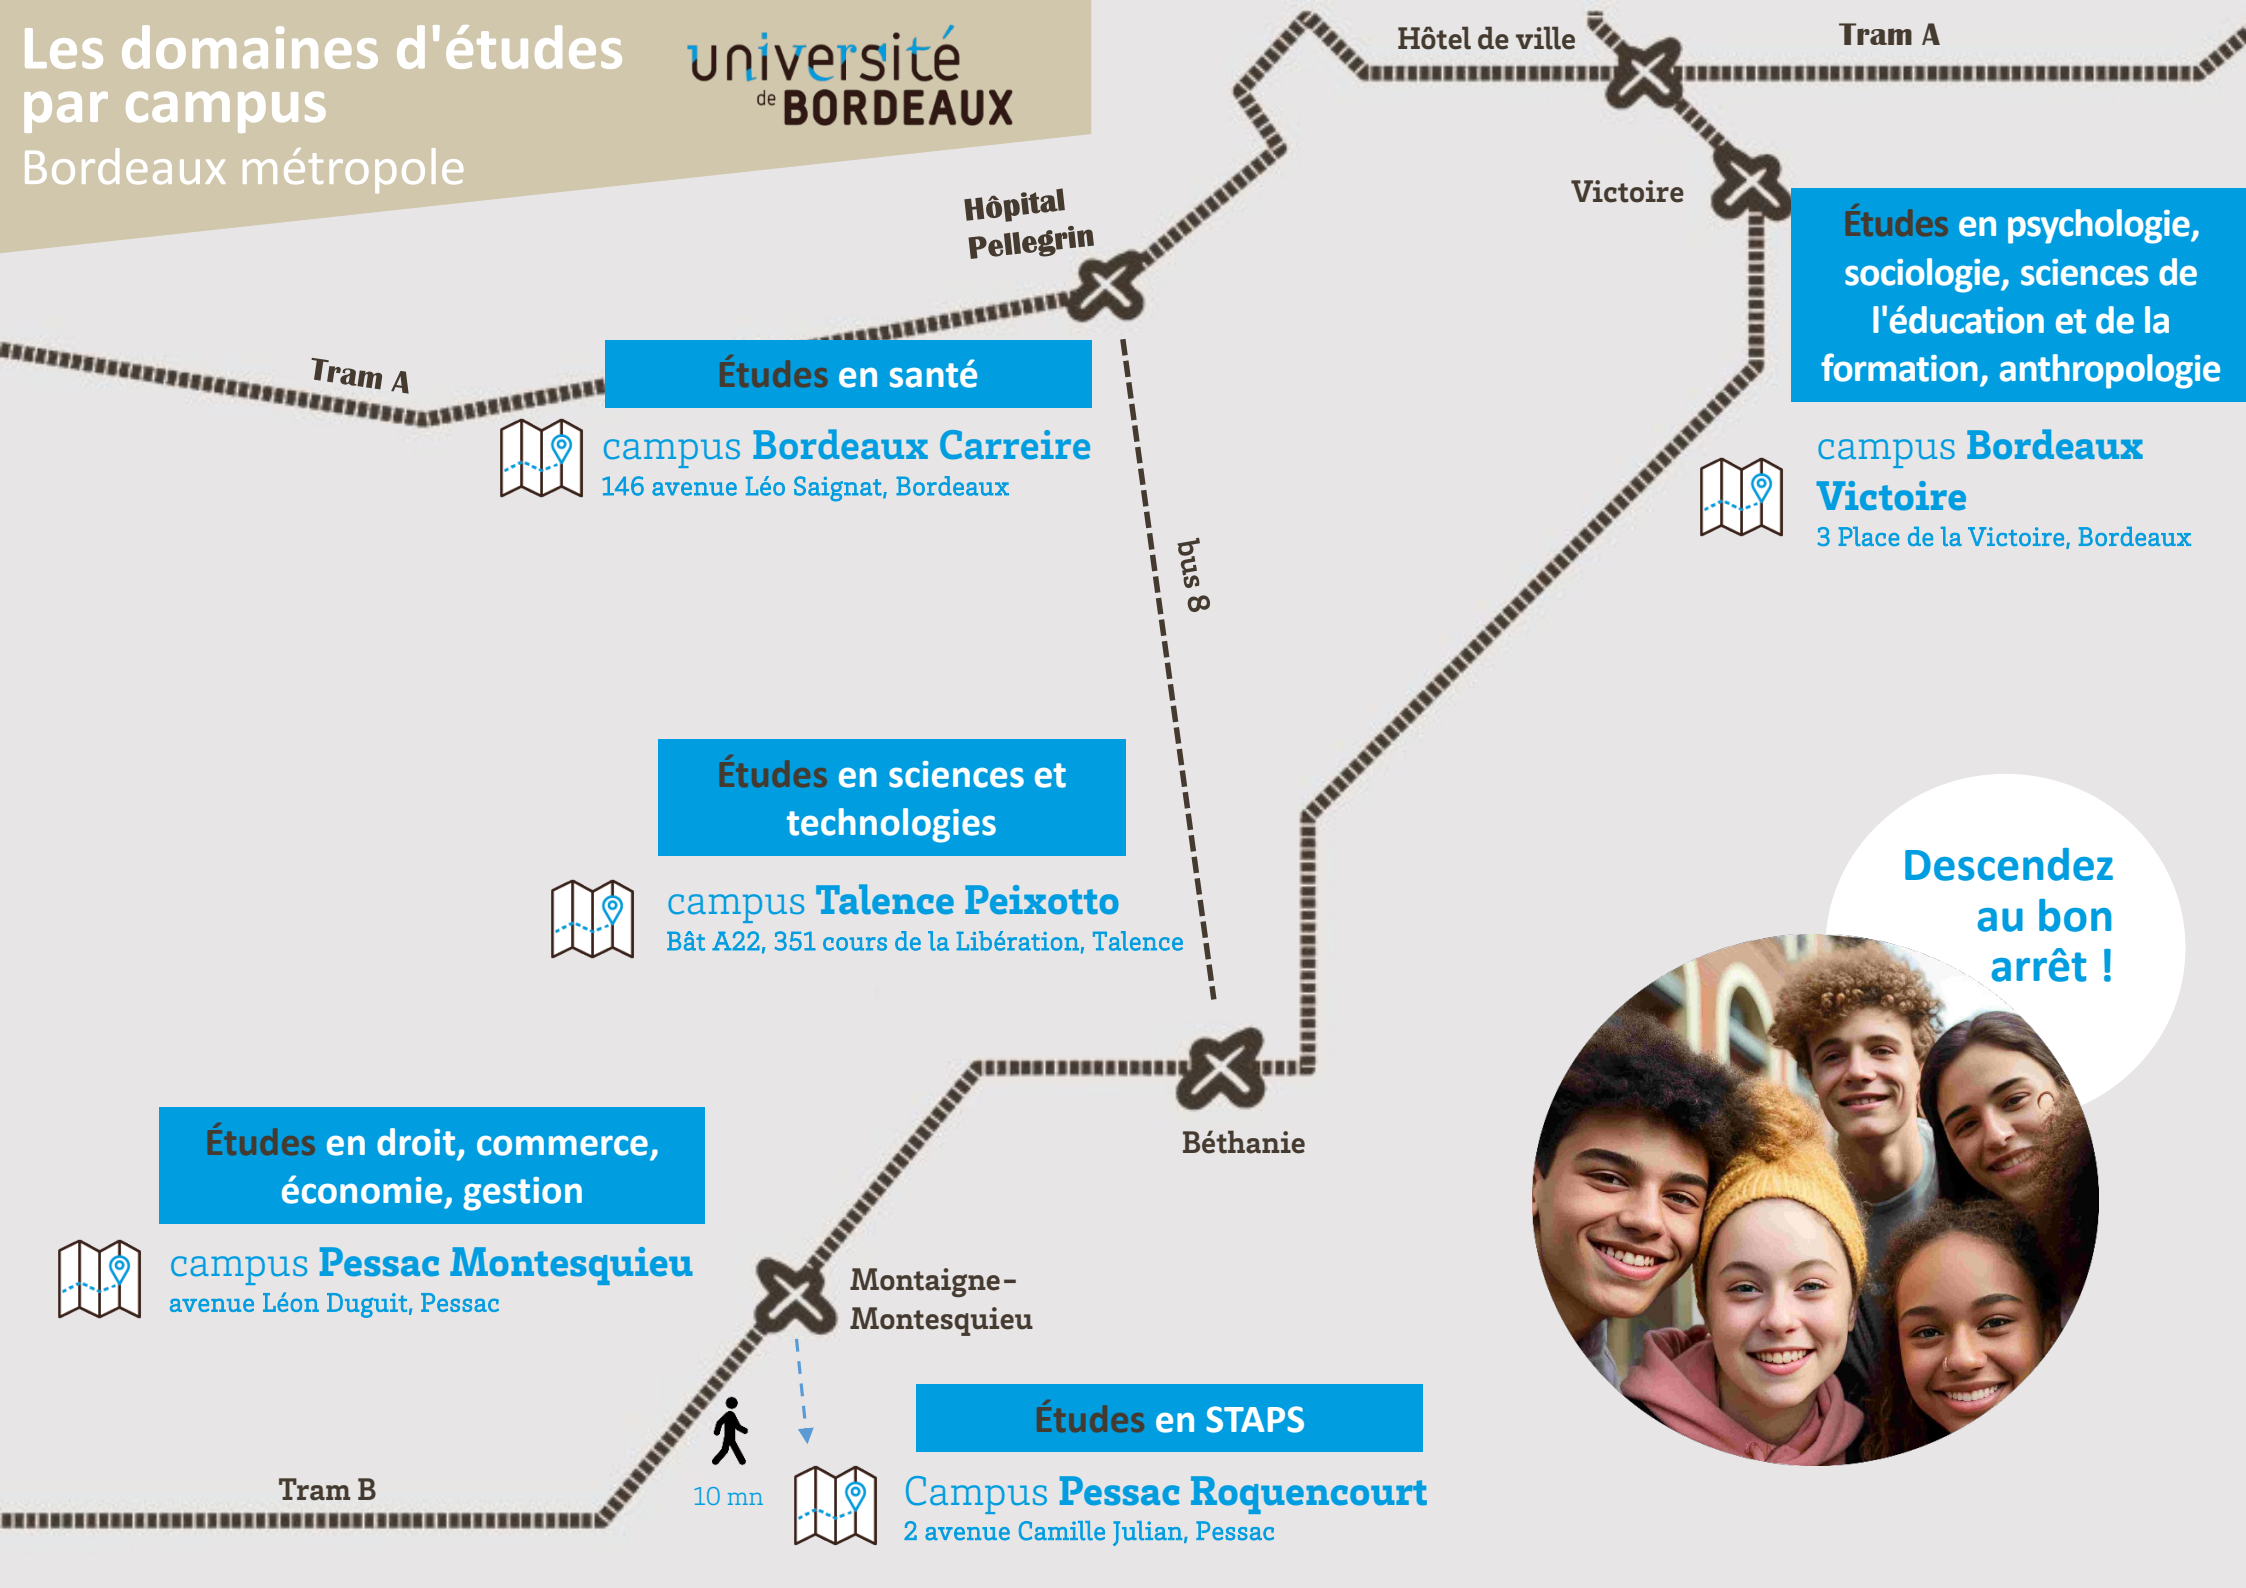 Les domaines d'études
par campus
Bordeaux métropole
université
de BORDEAUX
Hôtel de ville
Tram A
Victoire
Hôpital
Pellegrin
Études en psychologie,
sociologie, sciences de
l'éducation et de la
formation, anthropologie
campus Bordeaux
Victoire
3 Place de la Victoire, Bordeaux
Tram A
Études en santé
campus Bordeaux Carreire
146 avenue Léo Saignat, Bordeaux
bus 8
Études en sciences et
technologies
campus Talence Peixotto
Bât A22, 351 cours de la Libération, Talence
Descendez
au bon
arrêt !
Béthanie
Études en droit, commerce,
économie, gestion
campus Pessac Montesquieu
avenue Léon Duguit, Pessac
Montaigne-
Montesquieu
Études en STAPS
Campus Pessac Roquencourt
2 avenue Camille Julian, Pessac
10 mn
Tram B